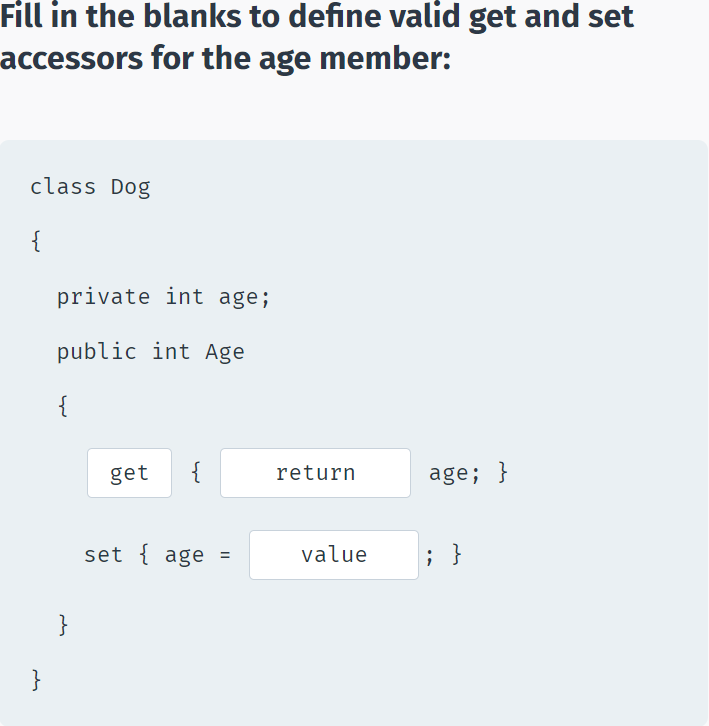 Fill in the blanks to define valid get and set
accessors for the age member:
class Dog
{
private int age;
public int Age
{
get { return age; }
set { age = value ; }
}
}